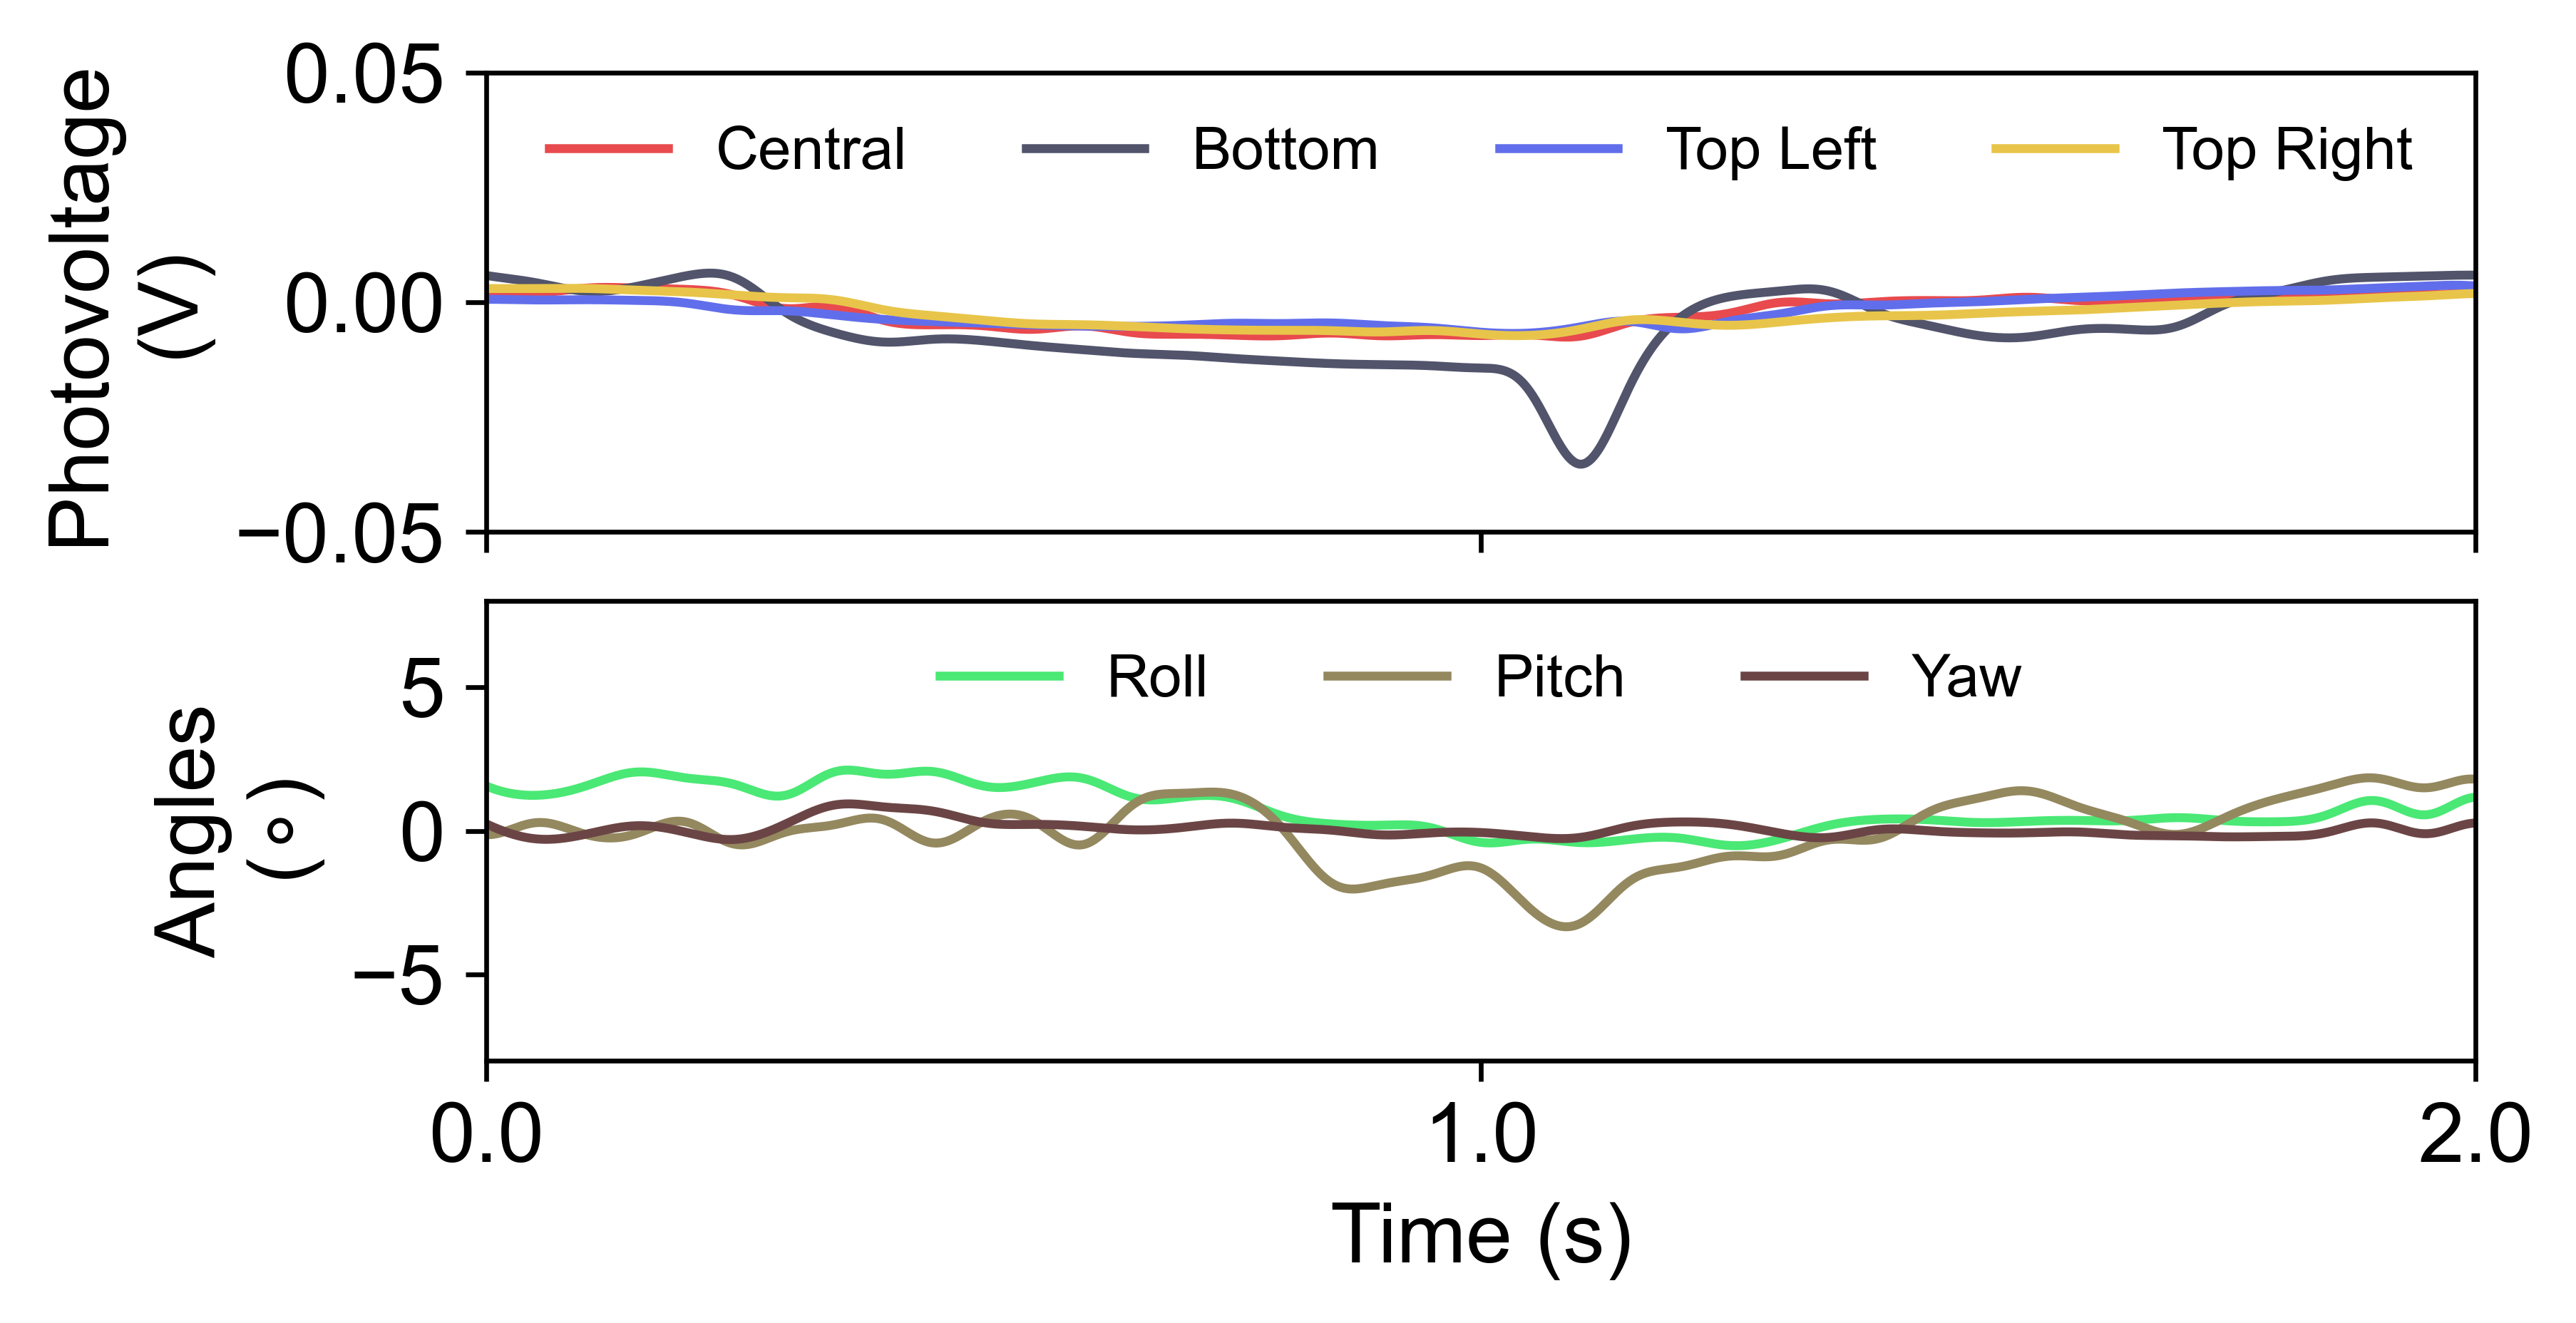 Photovoltage
(V)
0.05
0.00
−0.05
Central Bottom Top Left Top Right
Angles
(∘)
5
0
−5
Roll Pitch Yaw
0.0 1.0 2.0
Time (s)